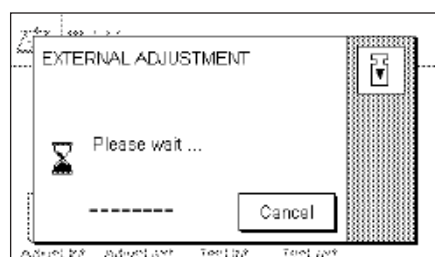 EXTERNAL ADJUSTMENT
Please wait ...
--------
Cancel